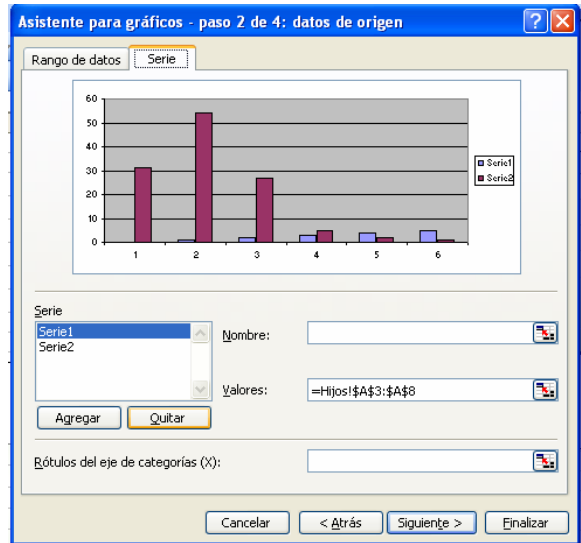 Asistente para gráficos - paso 2 de 4: datos de origen
Rango de datos Serie
60
50
40
30
20
10
0
1 2 3 4 5 6
Serie1
Serie2
Serie
Serie1
Serie2
Nombre:
Valores: =Hijos!$A$3:$A$8
Agregar Quitar
Rótulos del eje de categorías (X):
Cancelar < Atrás Siguiente > Finalizar